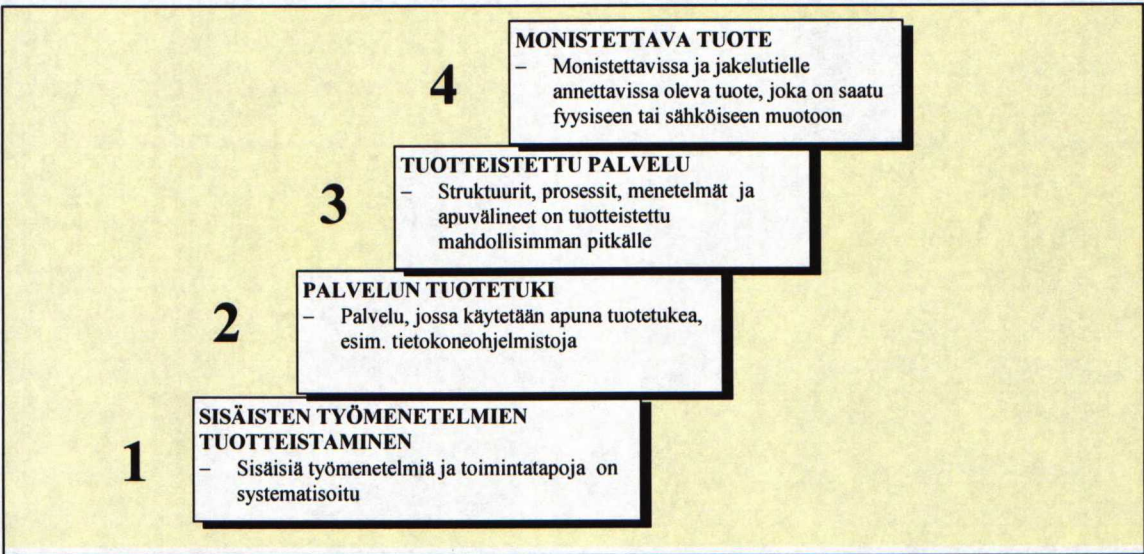 4
MONISTETTAVA TUOTE
– Monistettavissa ja jakelutielle
annettavissa oleva tuote, joka on saatu
fyysiseen tai sähköiseen muotoon
3
TUOTTEISTETTU PALVELU
– Struktuurit, prosessit, menetelmät ja
apuvälineet on tuotteistettu
mahdollisimman pitkälle
2
PALVELUN TUOTETUKI
– Palvelu, jossa käytetään apuna tuotetukea,
esim. tietokoneohjelmistoja
1
SISÄISTEN TYÖMENETELMIEN
TUOTTEISTAMINEN
– Sisäisiä työmenetelmiä ja toimintatapoja on
systematisoitu